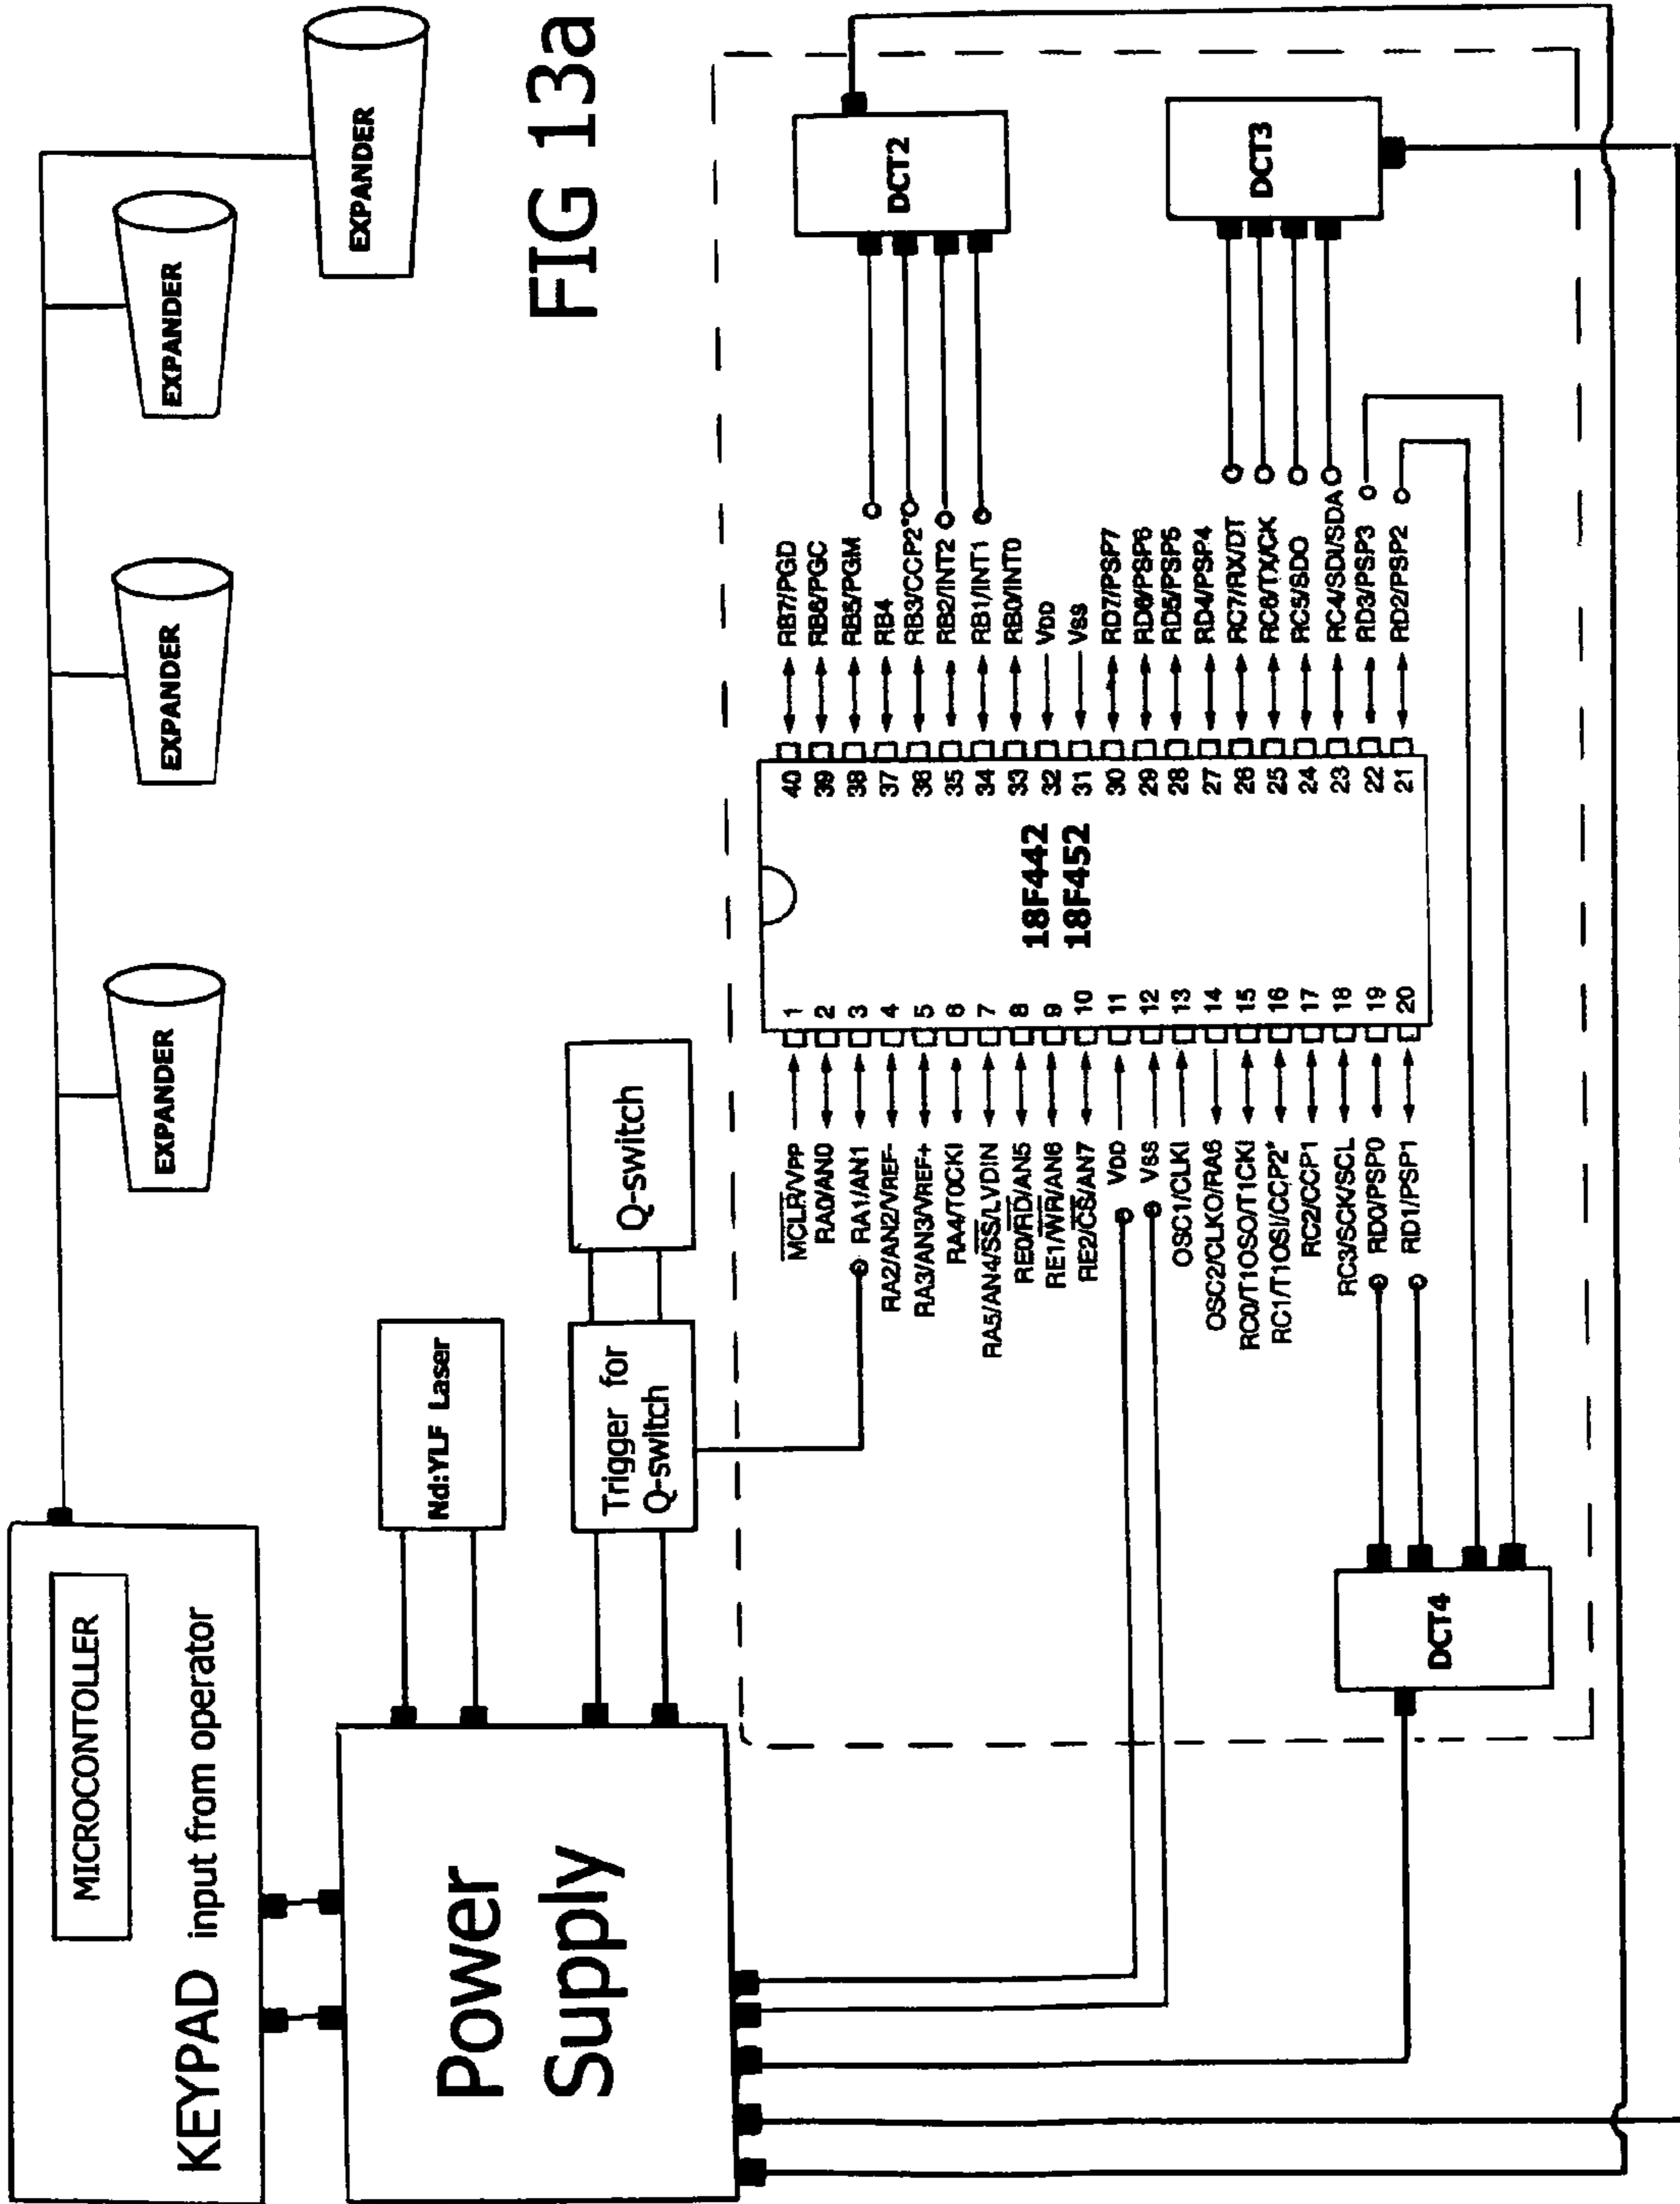 MICROCONTOLLER
KEYPAD input from operator
EXPANDER
EXPANDER
EXPANDER
EXPANDER
Power
Supply
Nd:YLF Laser
Trigger for
Q-switch
Q-switch
FIG 13a
MCLR/VPP
RA0/AN0
RA1/AN1
RA2/AN2/VREF-
RA3/AN3/VREF+
RA4/T0CKI
RA5/AN4/SS/LVDIN
RE0/RD/AN5
RE1/WR/AN6
RE2/CS/AN7
VDD
VSS
OSC1/CLKI
OSC2/CLKO/RA6
RC0/T1OSO/T1CKI
RC1/T1OSI/CCP2*
RC2/CCP1
RC3/SCK/SCL
RD0/PSP0
RD1/PSP1
1
2
3
4
5
6
7
8
9
10
11
12
13
14
15
16
17
18
19
20
18F442
18F452
40
39
38
37
36
35
34
33
32
31
30
29
28
27
26
25
24
23
22
21
RB7/PGD
RB6/PGC
RB5/PGM
RB4
RB3/CCP2*
RB2/INT2
RB1/INT1
RB0/INT0
VDD
VSS
RD7/PSP7
RD6/PSP6
RD5/PSP5
RD4/PSP4
RC7/RX/DT
RC6/TX/CK
RC5/SDO
RC4/SDI/SDA
RD3/PSP3
RD2/PSP2
DCT2
DCT3
DCT4